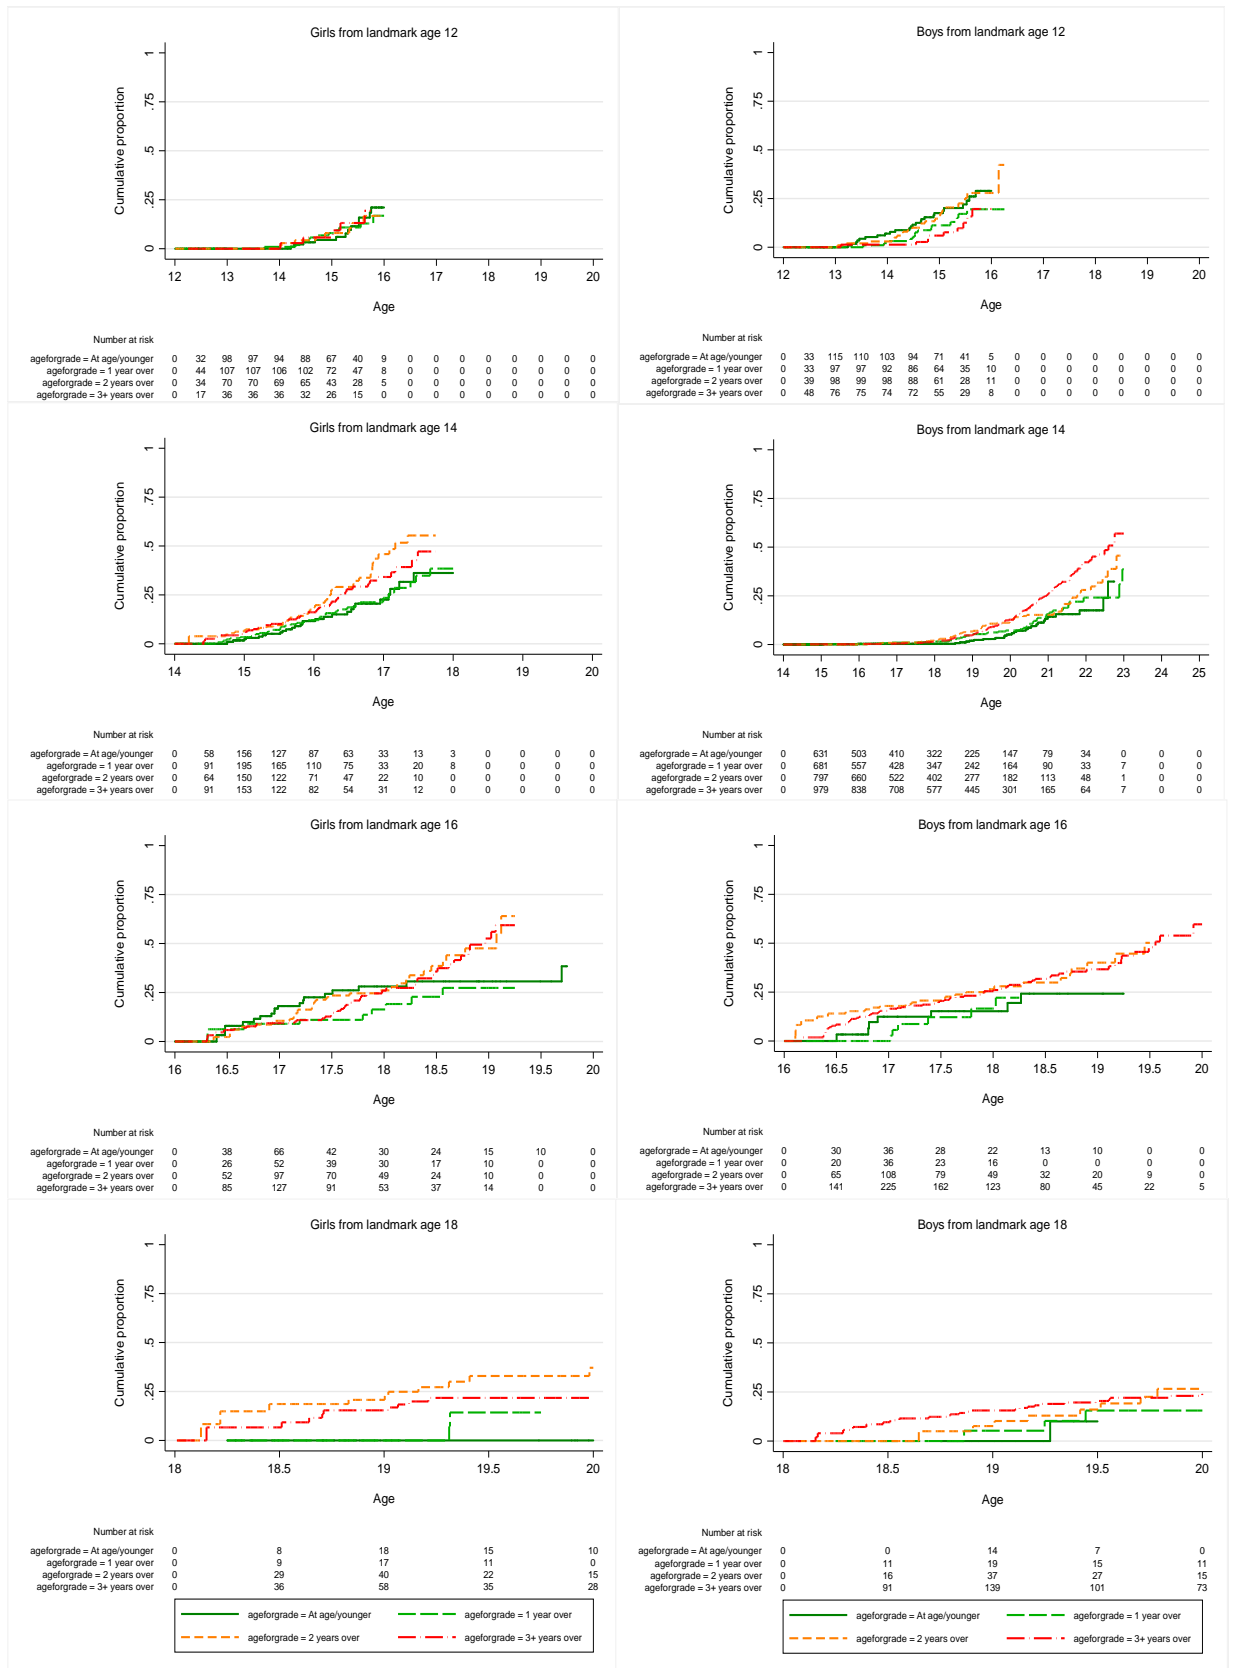 Girls from landmark age 12
1
.75
.5
.25
0
Cumulative proportion
12 13 14 15 16 17 18 19 20
Age
Number at risk
ageforgrade = At age/younger 0 32 98 97 94 88 67 40 9 0 0 0 0 0 0 0 0
ageforgrade = 1 year over 0 44 107 107 106 102 72 47 8 0 0 0 0 0 0 0 0
ageforgrade = 2 years over 0 34 70 70 69 65 43 28 5 0 0 0 0 0 0 0 0
ageforgrade = 3+ years over 0 17 36 36 36 32 26 15 0 0 0 0 0 0 0 0 0
Boys from landmark age 12
1
.75
.5
.25
0
Cumulative proportion
12 13 14 15 16 17 18 19 20
Age
Number at risk
ageforgrade = At age/younger 0 33 115 110 103 94 71 41 5 0 0 0 0 0 0 0 0
ageforgrade = 1 year over 0 33 97 97 92 86 64 35 10 0 0 0 0 0 0 0 0
ageforgrade = 2 years over 0 39 98 99 98 88 61 28 11 0 0 0 0 0 0 0 0
ageforgrade = 3+ years over 0 48 76 75 74 72 55 29 8 0 0 0 0 0 0 0 0
Girls from landmark age 14
1
.75
.5
.25
0
Cumulative proportion
14 15 16 17 18 19 20
Age
Number at risk
ageforgrade = At age/younger 0 58 156 127 87 63 33 13 3 0 0 0 0
ageforgrade = 1 year over 0 91 195 165 110 75 33 20 8 0 0 0 0
ageforgrade = 2 years over 0 64 150 122 71 47 22 10 0 0 0 0 0
ageforgrade = 3+ years over 0 91 153 122 82 54 31 12 0 0 0 0 0
Boys from landmark age 14
1
.75
.5
.25
0
Cumulative proportion
14 15 16 17 18 19 20 21 22 23 24 25
Age
Number at risk
ageforgrade = At age/younger 0 631 503 410 322 225 147 79 34 0 0 0
ageforgrade = 1 year over 0 681 557 428 347 242 164 90 33 7 0 0
ageforgrade = 2 years over 0 797 660 522 402 277 182 113 48 1 0 0
ageforgrade = 3+ years over 0 979 838 708 577 445 301 165 64 7 0 0
Girls from landmark age 16
1
.75
.5
.25
0
Cumulative proportion
16 16.5 17 17.5 18 18.5 19 19.5 20
Age
Number at risk
ageforgrade = At age/younger 0 38 66 42 30 24 15 10 0
ageforgrade = 1 year over 0 26 52 39 30 17 10 0 0
ageforgrade = 2 years over 0 52 97 70 49 24 10 0 0
ageforgrade = 3+ years over 0 85 127 91 53 37 14 0 0
Boys from landmark age 16
1
.75
.5
.25
0
Cumulative proportion
16 16.5 17 17.5 18 18.5 19 19.5 20
Age
Number at risk
ageforgrade = At age/younger 0 30 36 28 22 13 10 0 0
ageforgrade = 1 year over 0 20 36 23 16 0 0 0 0
ageforgrade = 2 years over 0 65 108 79 49 32 20 9 0
ageforgrade = 3+ years over 0 141 225 162 123 80 45 22 5
Girls from landmark age 18
1
.75
.5
.25
0
Cumulative proportion
18 18.5 19 19.5 20
Age
Number at risk
ageforgrade = At age/younger 0 8 18 15 10
ageforgrade = 1 year over 0 9 17 11 0
ageforgrade = 2 years over 0 29 40 22 15
ageforgrade = 3+ years over 0 36 58 35 28
ageforgrade = At age/younger ageforgrade = 1 year over
ageforgrade = 2 years over ageforgrade = 3+ years over
Boys from landmark age 18
1
.75
.5
.25
0
Cumulative proportion
18 18.5 19 19.5 20
Age
Number at risk
ageforgrade = At age/younger 0 0 14 7 0
ageforgrade = 1 year over 0 11 19 15 11
ageforgrade = 2 years over 0 16 37 27 15
ageforgrade = 3+ years over 0 91 139 101 73
ageforgrade = At age/younger ageforgrade = 1 year over
ageforgrade = 2 years over ageforgrade = 3+ years over